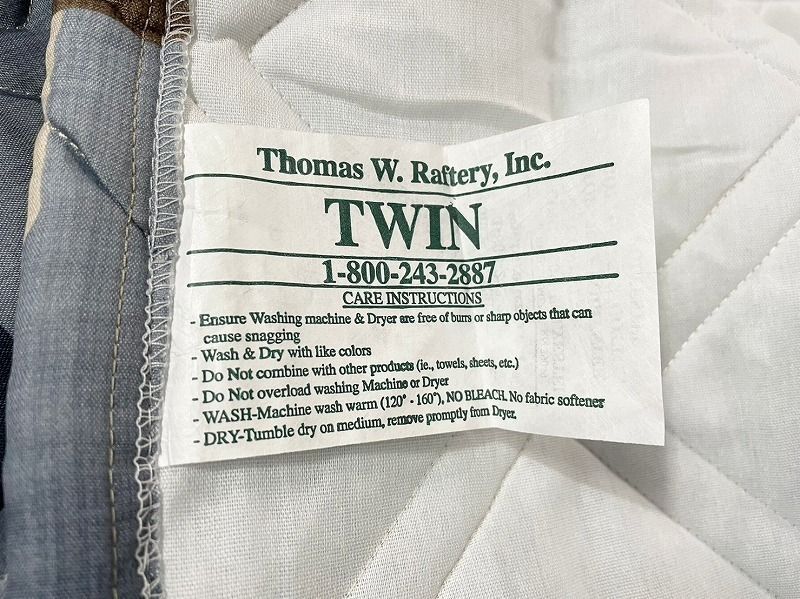 Thomas W. Raftery, Inc.
TWIN
1-800-243-2887
CARE INSTRUCTIONS
- Ensure Washing machine & Dryer are free of burrs or sharp objects that can
cause snagging
- Wash & Dry with like colors
- Do Not combine with other products (ie., towels, sheets, etc.)
- Do Not overload washing Machine or Dryer
- WASH-Machine wash warm (120° - 160°), NO BLEACH. No fabric softener
- DRY-Tumble dry on medium, remove promptly from Dryer.